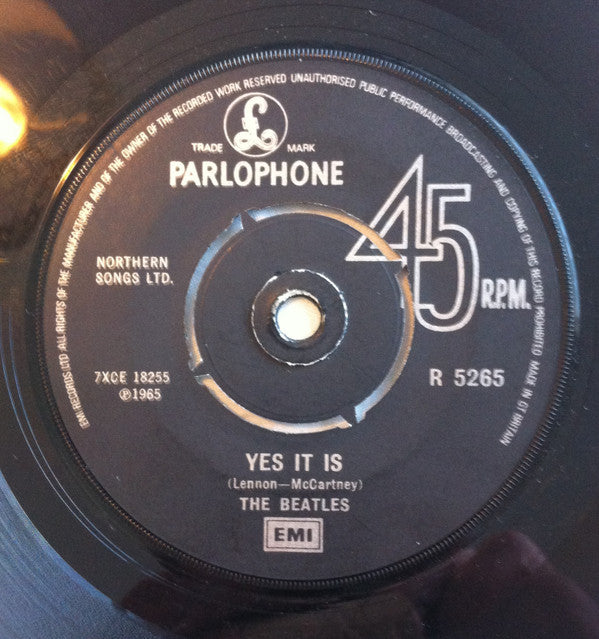 EMI RECORDS LTD ALL RIGHTS OF THE MANUFACTURER AND OF THE OWNER OF THE RECORDED WORK RESERVED UNAUTHORISED PUBLIC PERFORMANCE BROADCASTING AND COPYING OF THIS RECORD PROHIBITED MADE IN GT BRITAIN
£
TRADE MARK
PARLOPHONE
45
R.P.M.
NORTHERN
SONGS LTD.
7XCE 18255
℗1965
R 5265
YES IT IS
(Lennon—McCartney)
THE BEATLES
EMI